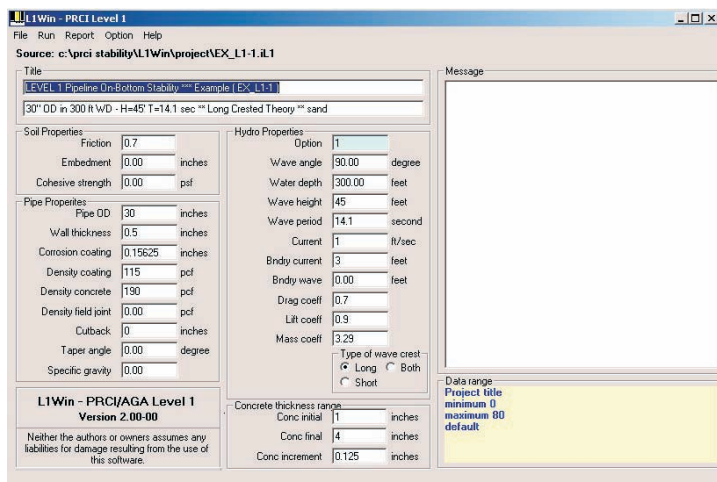 L1Win - PRCI Level 1
File Run Report Option Help
Source: c:\prci stability\L1Win\project\EX_L1-1.iL1
Title
LEVEL 1 Pipeline On-Bottom Stability *** Example ( EX_L1-1 )
30'' OD in 300 ft WD - H=45' T=14.1 sec ** Long Crested Theory ** sand
Soil Properties
Friction 0.7
Embedment 0.00 inches
Cohesive strength 0.00 psf
Pipe Properites
Pipe OD 30 inches
Wall thickness 0.5 inches
Corrosion coating 0.15625 inches
Density coating 115 pcf
Density concrete 190 pcf
Density field joint 0.00 pcf
Cutback 0 inches
Taper angle 0.00 degree
Specific gravity 0.00
L1Win - PRCI/AGA Level 1
Version 2.00-00
Neither the authors or owners assumes any
liabilities for damage resulting from the use of
this software.
Hydro Properties
Option 1
Wave angle 90.00 degree
Water depth 300.00 feet
Wave height 45 feet
Wave period 14.1 second
Current 1 ft/sec
Bndry current 3 feet
Bndry wave 0.00 feet
Drag coeff 0.7
Lift coeff 0.9
Mass coeff 3.29
Type of wave crest
Long Both
Short
Concrete thickness range
Conc initial 1 inches
Conc final 4 inches
Conc increment 0.125 inches
Message
Data range
Project title
minimum 0
maximum 80
default